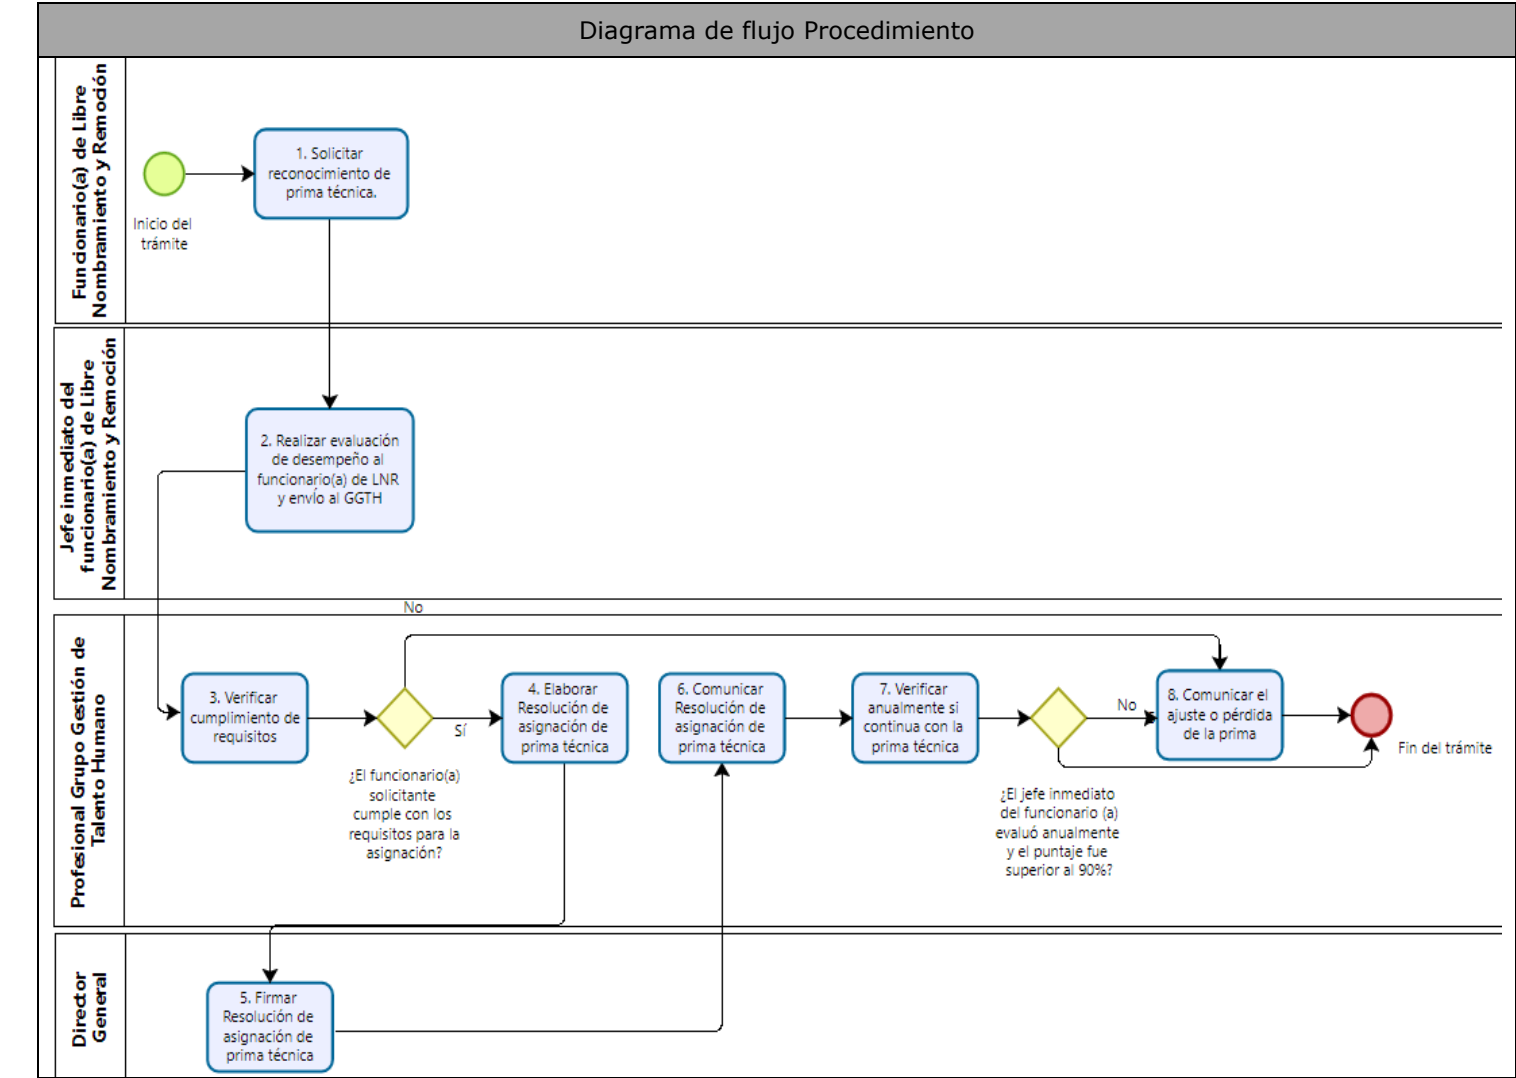 Diagrama de flujo Procedimiento
Funcionario(a) de Libre
Nombramiento y Remoción
Inicio del
trámite
1. Solicitar
reconocimiento de
prima técnica.
Jefe inmediato del
funcionario(a) de Libre
Nombramiento y Remoción
2. Realizar evaluación
de desempeño al
funcionario(a) de LNR
y envío al GGTH
Profesional Grupo Gestión de
Talento Humano
3. Verificar
cumplimiento de
requisitos
No
Sí
¿El funcionario(a)
solicitante
cumple con los
requisitos para la
asignación?
4. Elaborar
Resolución de
asignación de
prima técnica
6. Comunicar
Resolución de
asignación de
prima técnica
7. Verificar
anualmente si
continua con la
prima técnica
No
¿El jefe inmediato
del funcionario (a)
evaluó anualmente
y el puntaje fue
superior al 90%?
8. Comunicar el
ajuste o pérdida
de la prima
Fin del trámite
Director
General
5. Firmar
Resolución de
asignación de
prima técnica